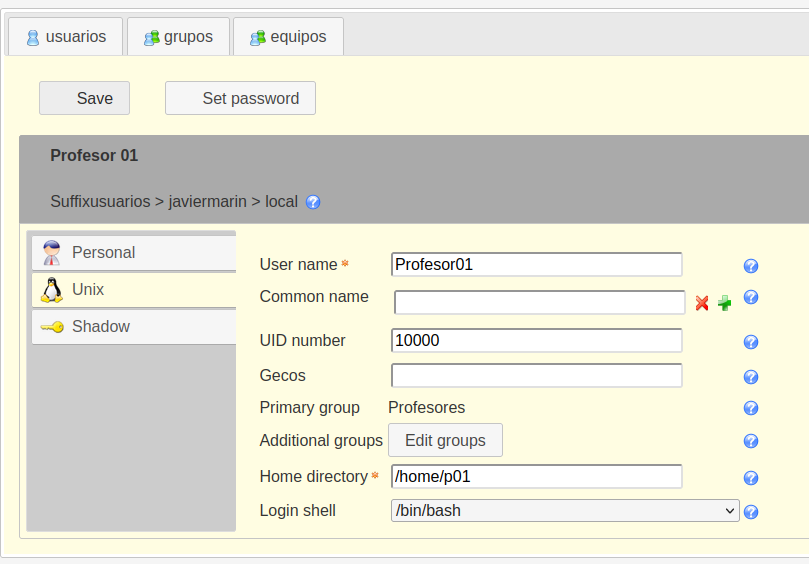 usuarios grupos equipos
Save Set password
Profesor 01
Suffixusuarios > javiermarin > local
Personal
Unix
Shadow
User name * Profesor01
Common name
UID number 10000
Gecos
Primary group Profesores
Additional groups Edit groups
Home directory * /home/p01
Login shell /bin/bash